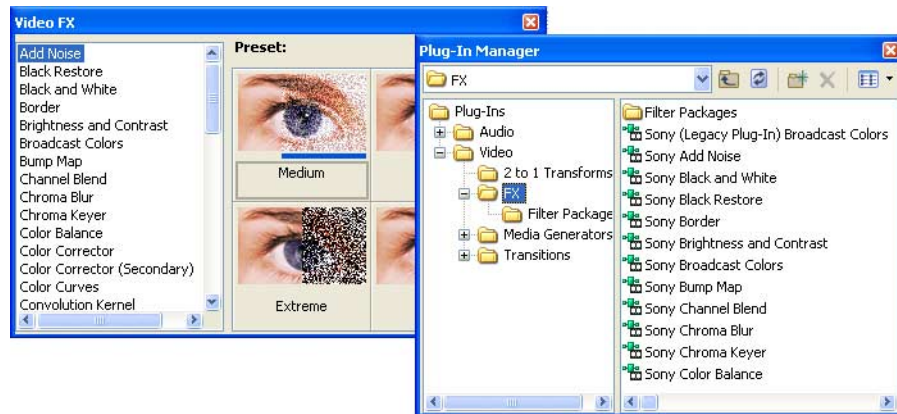 Video FX
Add Noise
Black Restore
Black and White
Border
Brightness and Contrast
Broadcast Colors
Bump Map
Channel Blend
Chroma Blur
Chroma Keyer
Color Balance
Color Corrector
Color Corrector (Secondary)
Color Curves
Convolution Kernel
Preset:
Medium
Extreme
Plug-In Manager
FX
Plug-Ins
Audio
Video
2 to 1 Transforms
FX
Filter Package
Media Generators
Transitions
Filter Packages
Sony (Legacy Plug-In) Broadcast Colors
Sony Add Noise
Sony Black and White
Sony Black Restore
Sony Border
Sony Brightness and Contrast
Sony Broadcast Colors
Sony Bump Map
Sony Channel Blend
Sony Chroma Blur
Sony Chroma Keyer
Sony Color Balance